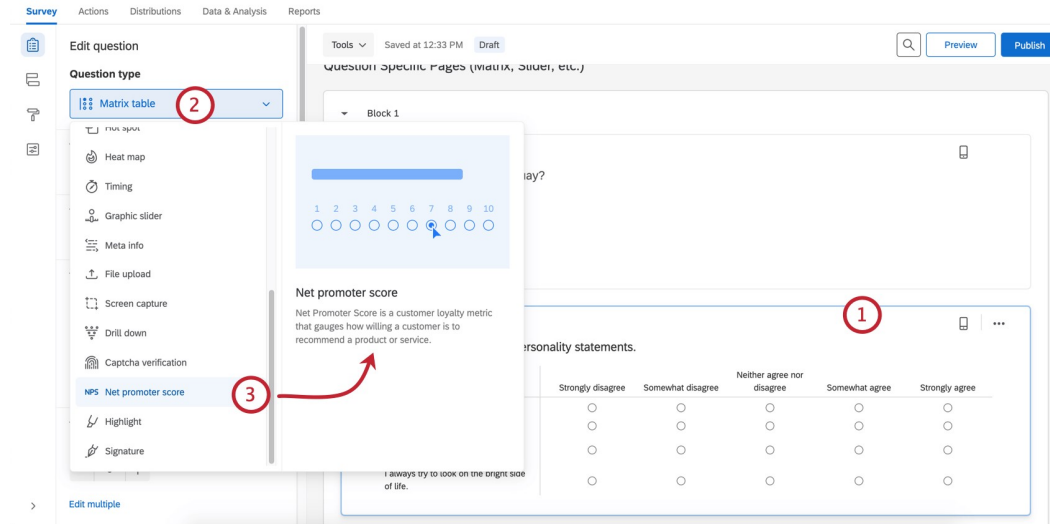 Survey Actions Distributions Data & Analysis Reports
Edit question
Question type
Matrix table
2
Hot spot
Heat map
Timing
Graphic slider
Meta info
File upload
Screen capture
Drill down
Captcha verification
NPS Net promoter score
3
Highlight
Signature
Edit multiple
1 2 3 4 5 6 7 8 9 10
Net promoter score
Net Promoter Score is a customer loyalty metric
that gauges how willing a customer is to
recommend a product or service.
Tools Saved at 12:33 PM Draft
Preview
Publish
Question Specific Pages (Matrix, Slider, etc.)
Block 1
1
statements.
Strongly disagree Somewhat disagree Neither agree nor disagree Somewhat agree Strongly agree
I always try to look on the bright side
of life.